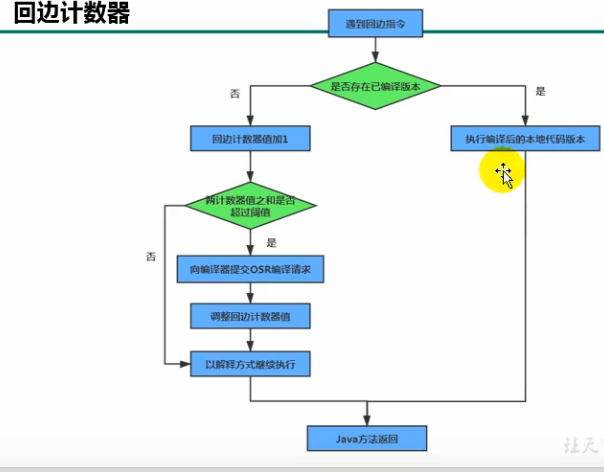 回边计数器
遇到回边指令
是否存在已编译版本
否
是
回边计数器值加1
执行编译后的本地代码版本
两计数器值之和是否
超过阈值
是
否
向编译器提交OSR编译请求
调整回边计数器值
以解释方式继续执行
Java方法返回
让天